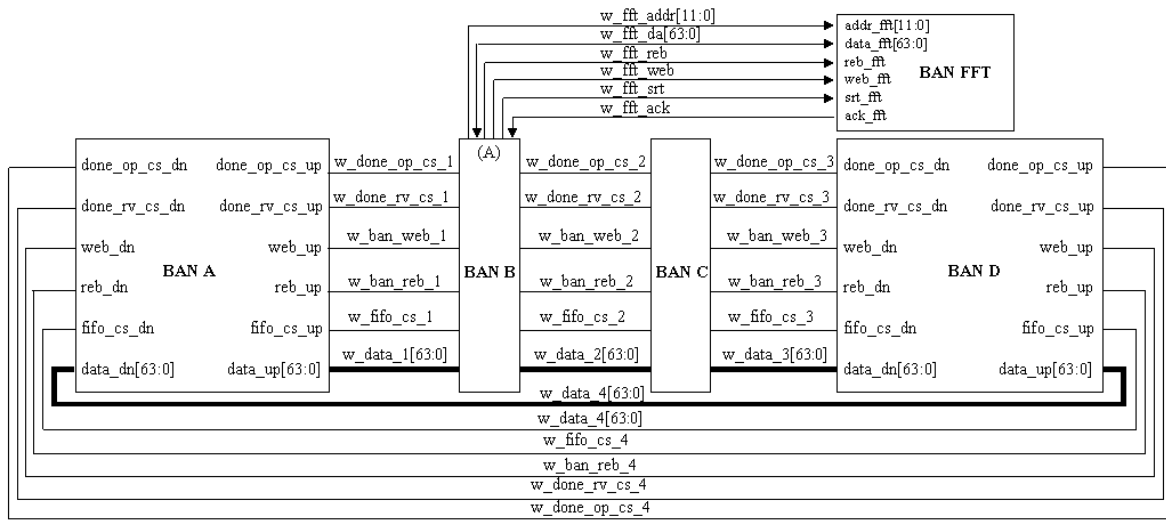 w_fft_addr[11:0]
w_fft_da[63:0]
w_fft_reb
w_fft_web
w_fft_srt
w_fft_ack
addr_fft[11:0]
data_fft[63:0]
reb_fft
BAN FFT
web_fft
srt_fft
ack_fft
(A)
done_op_cs_dn done_op_cs_up w_done_op_cs_1 w_done_op_cs_2 w_done_op_cs_3 done_op_cs_dn done_op_cs_up
done_rv_cs_dn done_rv_cs_up w_done_rv_cs_1 w_done_rv_cs_2 w_done_rv_cs_3 done_rv_cs_dn done_rv_cs_up
web_dn web_up w_ban_web_1 w_ban_web_2 w_ban_web_3 web_dn web_up
BAN A BAN B BAN C BAN D
reb_dn reb_up w_ban_reb_1 w_ban_reb_2 w_ban_reb_3 reb_dn reb_up
fifo_cs_dn fifo_cs_up w_fifo_cs_1 w_fifo_cs_2 w_fifo_cs_3 fifo_cs_dn fifo_cs_up
data_dn[63:0] data_up[63:0] w_data_1[63:0] w_data_2[63:0] w_data_3[63:0] data_dn[63:0] data_up[63:0]
w_data_4[63:0]
w_data_4[63:0]
w_fifo_cs_4
w_ban_reb_4
w_done_rv_cs_4
w_done_op_cs_4